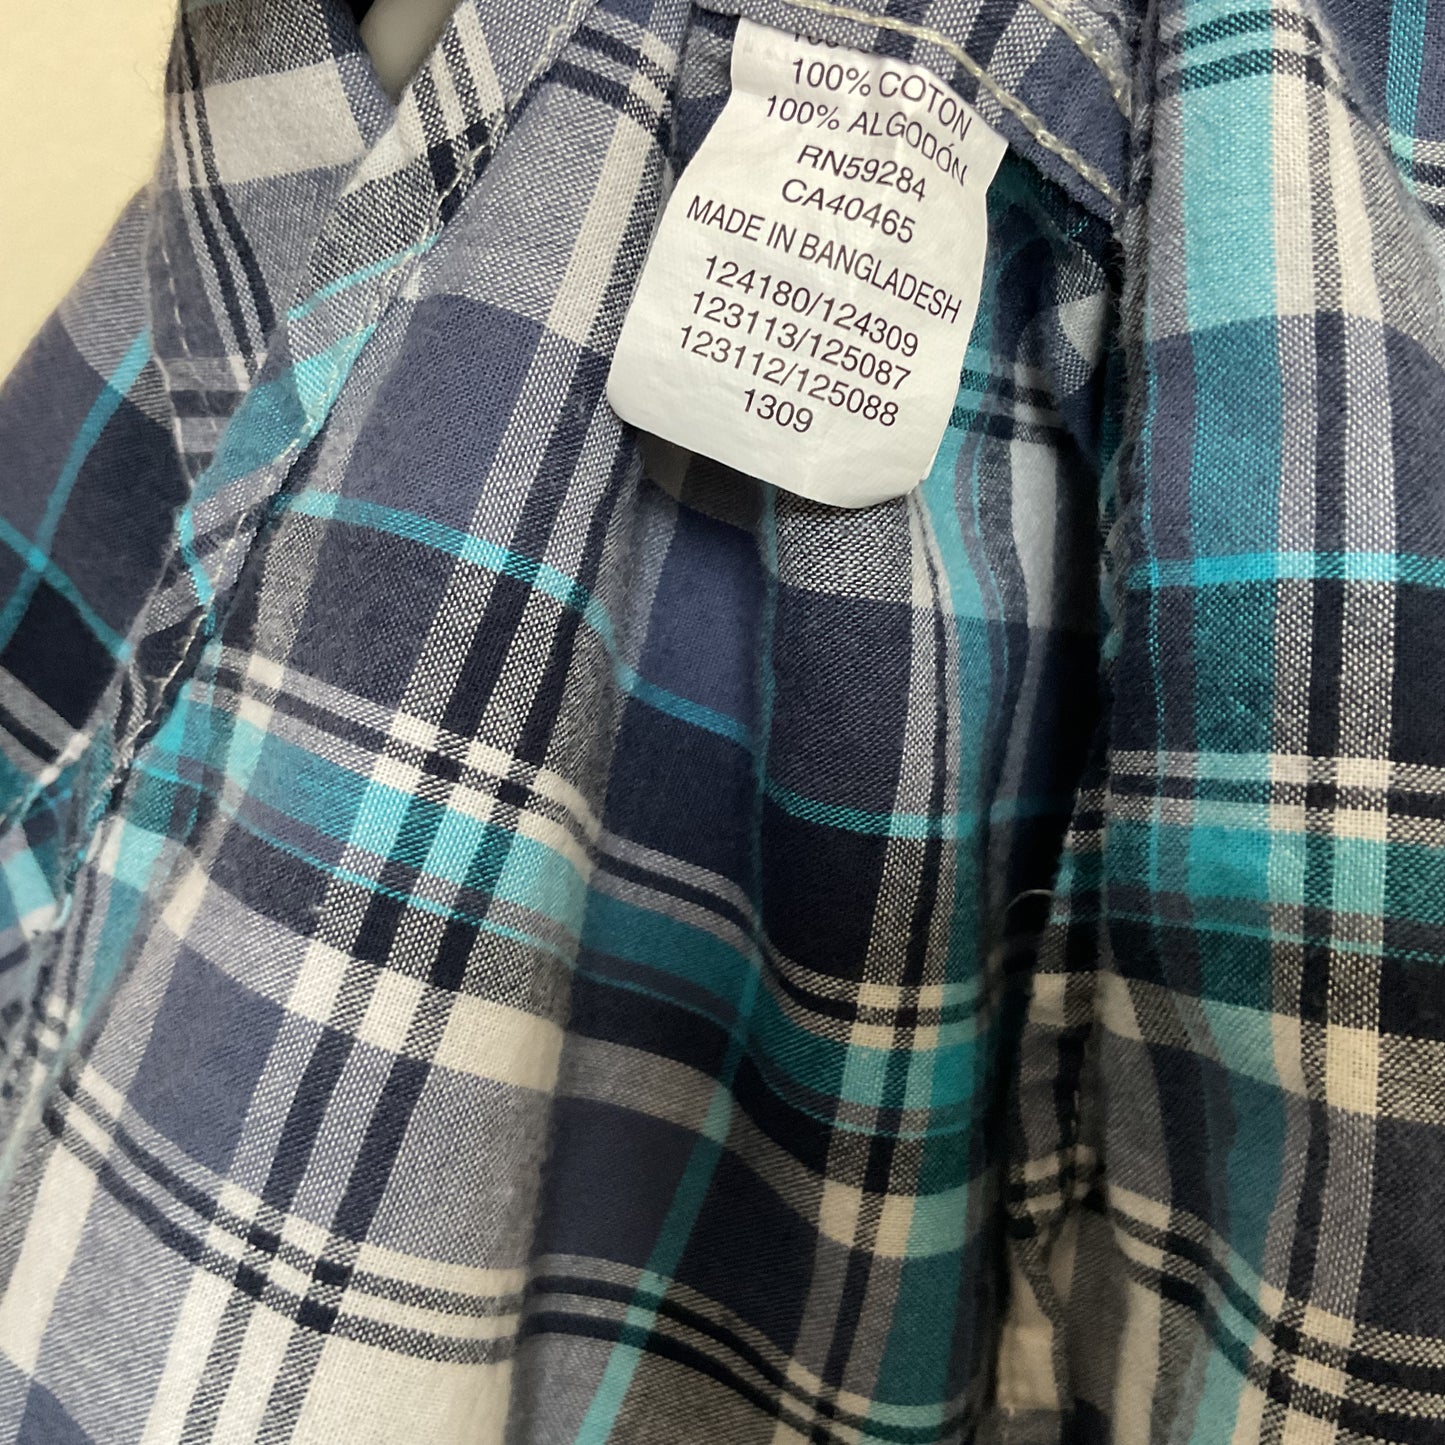 100% COTON
100% ALGODÓN
RN59284
CA40465
MADE IN BANGLADESH
124180/124309
123113/125087
123112/125088
1309